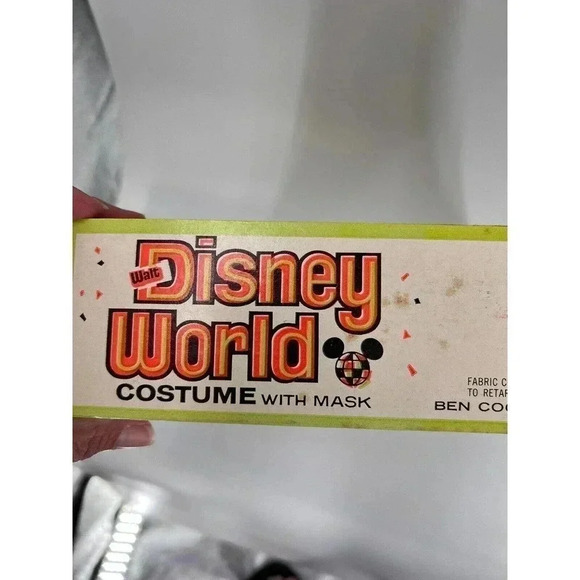 Walt
Disney
World
COSTUME WITH MASK
FABRIC C
TO RETAR
BEN COO